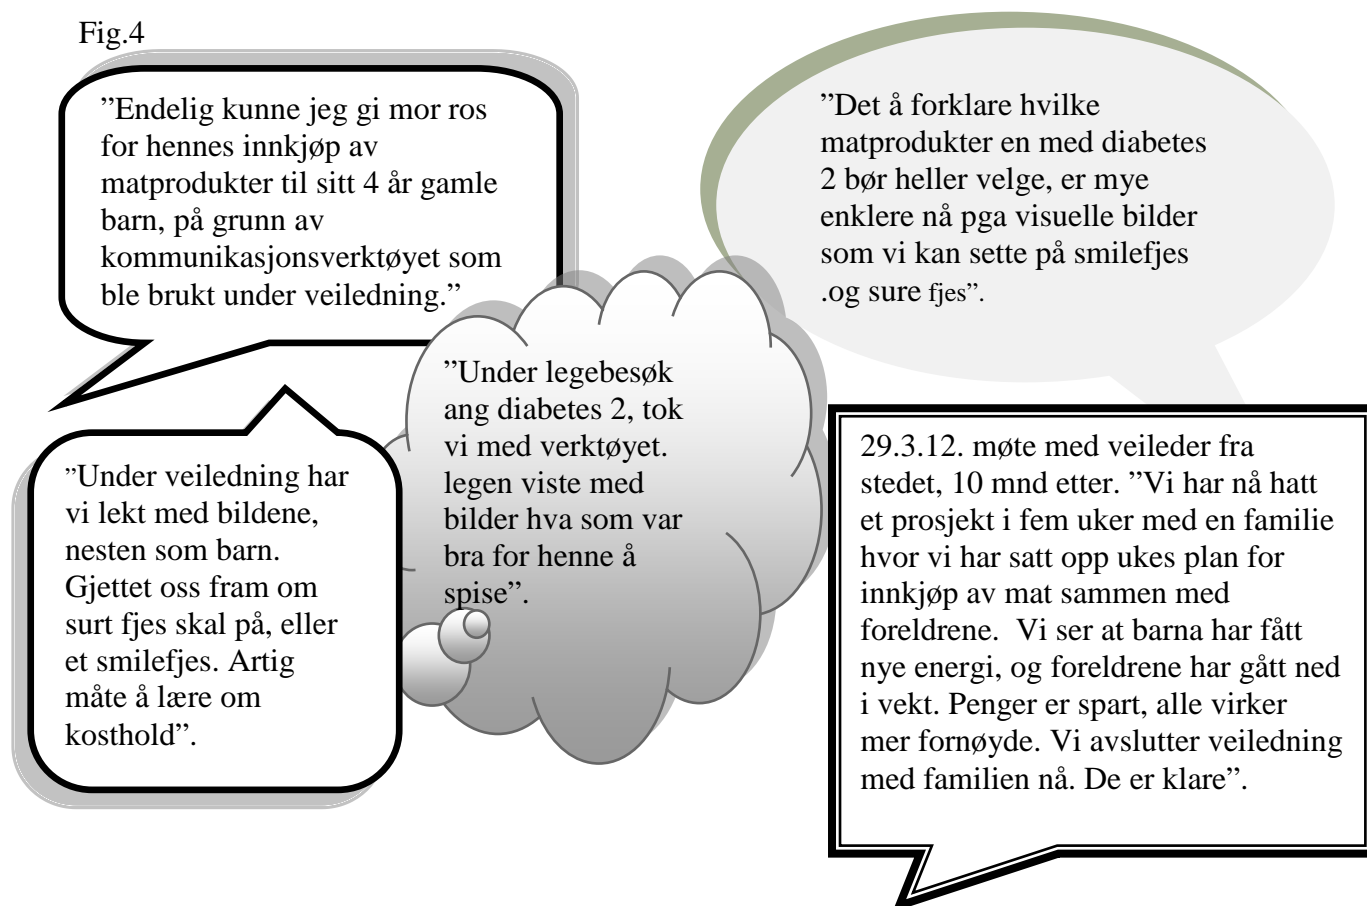 Fig.4
”Endelig kunne jeg gi mor ros
for hennes innkjøp av
matprodukter til sitt 4 år gamle
barn, på grunn av
kommunikasjonsverktøyet som
ble brukt under veiledning.”
”Det å forklare hvilke
matprodukter en med diabetes
2 bør heller velge, er mye
enklere nå pga visuelle bilder
som vi kan sette på smilefjes
.og sure fjes”.
”Under legebesøk
ang diabetes 2, tok
vi med verktøyet.
legen viste med
bilder hva som var
bra for henne å
spise”.
”Under veiledning har
vi lekt med bildene,
nesten som barn.
Gjettet oss fram om
surt fjes skal på, eller
et smilefjes. Artig
måte å lære om
kosthold”.
29.3.12. møte med veileder fra
stedet, 10 mnd etter. ”Vi har nå hatt
et prosjekt i fem uker med en familie
hvor vi har satt opp ukes plan for
innkjøp av mat sammen med
foreldrene.  Vi ser at barna har fått
nye energi, og foreldrene har gått ned
i vekt. Penger er spart, alle virker
mer fornøyde. Vi avslutter veiledning
med familien nå. De er klare”.